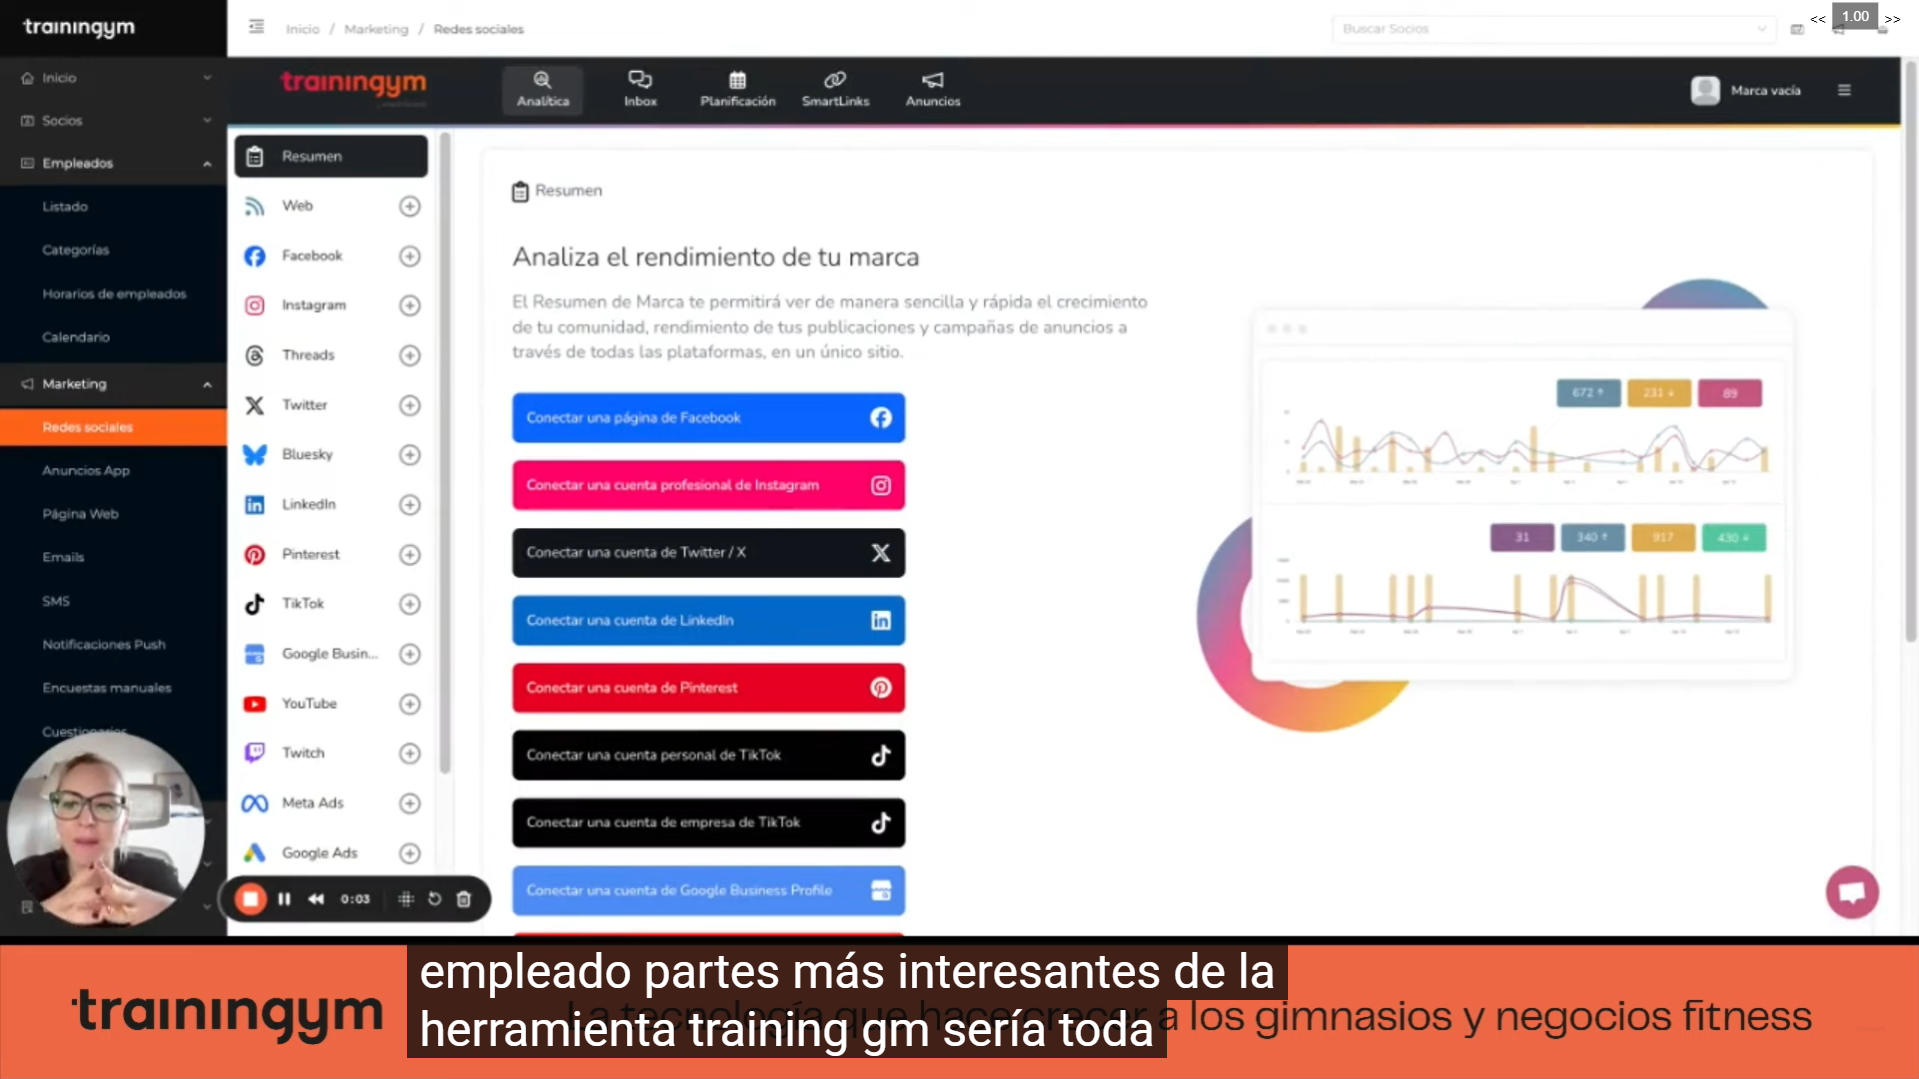 trainingym
Inicio / Marketing / Redes sociales
Buscar Socios
<< 1.00 >>
Inicio
Socios
Empleados
Listado
Categorías
Horarios de empleados
Calendario
Marketing
Redes sociales
Anuncios App
Página Web
Emails
SMS
Notificaciones Push
Encuestas manuales
Cuestionarios
trainingym
Analítica
Inbox
Planificación
SmartLinks
Anuncios
Marca vacía
Resumen
Web
Facebook
Instagram
Threads
Twitter
Bluesky
LinkedIn
Pinterest
TikTok
Google Busin...
YouTube
Twitch
Meta Ads
Google Ads
Resumen
Analiza el rendimiento de tu marca
El Resumen de Marca te permitirá ver de manera sencilla y rápida el crecimiento
de tu comunidad, rendimiento de tus publicaciones y campañas de anuncios a
través de todas las plataformas, en un único sitio.
Conectar una página de Facebook
Conectar una cuenta profesional de Instagram
Conectar una cuenta de Twitter / X
Conectar una cuenta de LinkedIn
Conectar una cuenta de Pinterest
Conectar una cuenta personal de TikTok
Conectar una cuenta de empresa de TikTok
Conectar una cuenta de Google Business Profile
672 ↑ 231 ↓ 89
31 340 ↑ 917 430 ↓
0:03
empleado partes más interesantes de la
herramienta training gm sería toda
trainingym
La tecnología que hace crecer a los gimnasios y negocios fitness